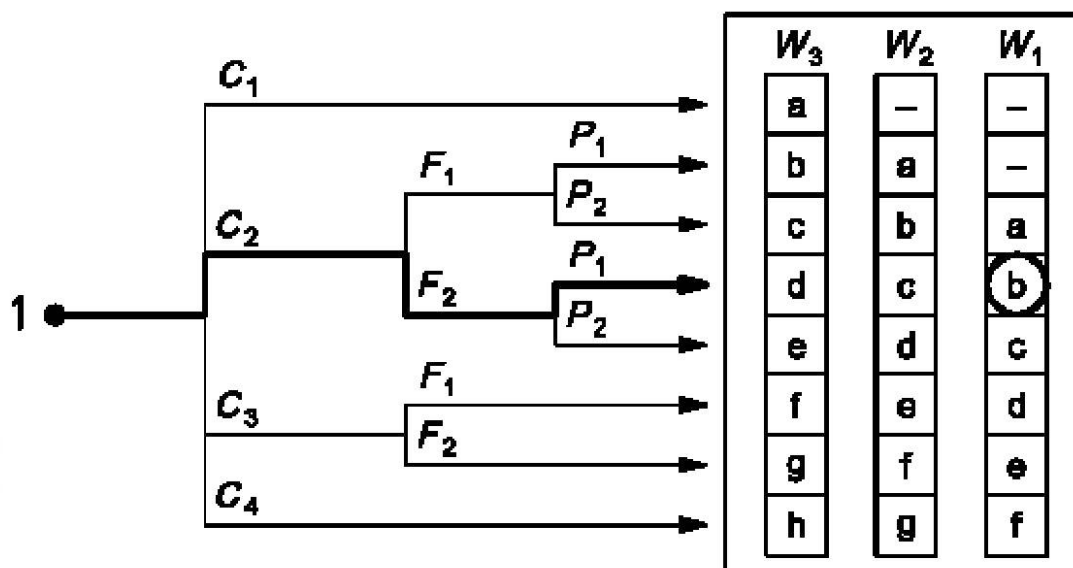 W₃ W₂ W₁
C₁ a – –
P₁
F₁ b a –
P₂
C₂ c b a
P₁
F₂ d c b
1
P₂
e d c
F₁
C₃ f e d
F₂
g f e
C₄
h g f